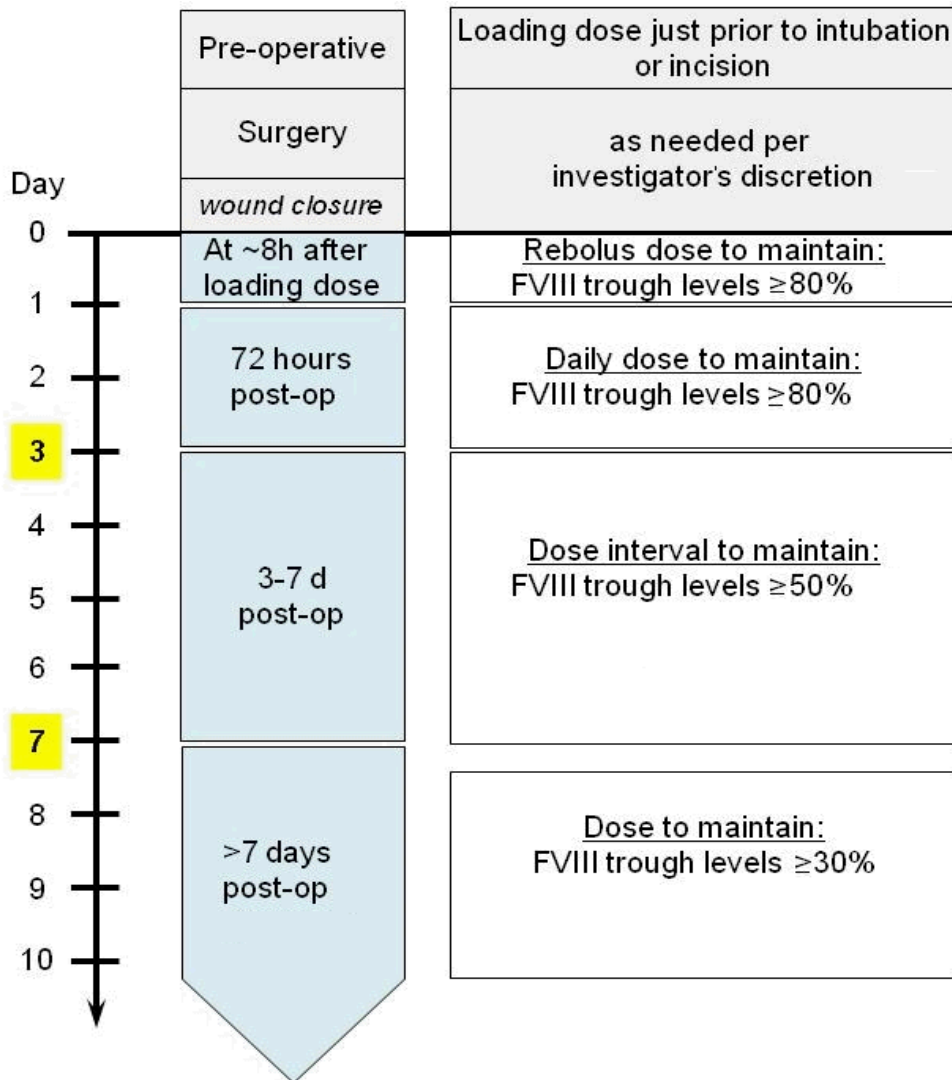 Pre-operative
Loading dose just prior to intubation
or incision
Surgery
as needed per
investigator's discretion
Day
wound closure
0
At ~8h after
loading dose
Rebolus dose to maintain:
FVIII trough levels ≥80%
1
72 hours
post-op
Daily dose to maintain:
FVIII trough levels ≥80%
2
3
4
3-7 d
post-op
Dose interval to maintain:
FVIII trough levels ≥50%
5
6
7
8
>7 days
post-op
Dose to maintain:
FVIII trough levels ≥30%
9
10